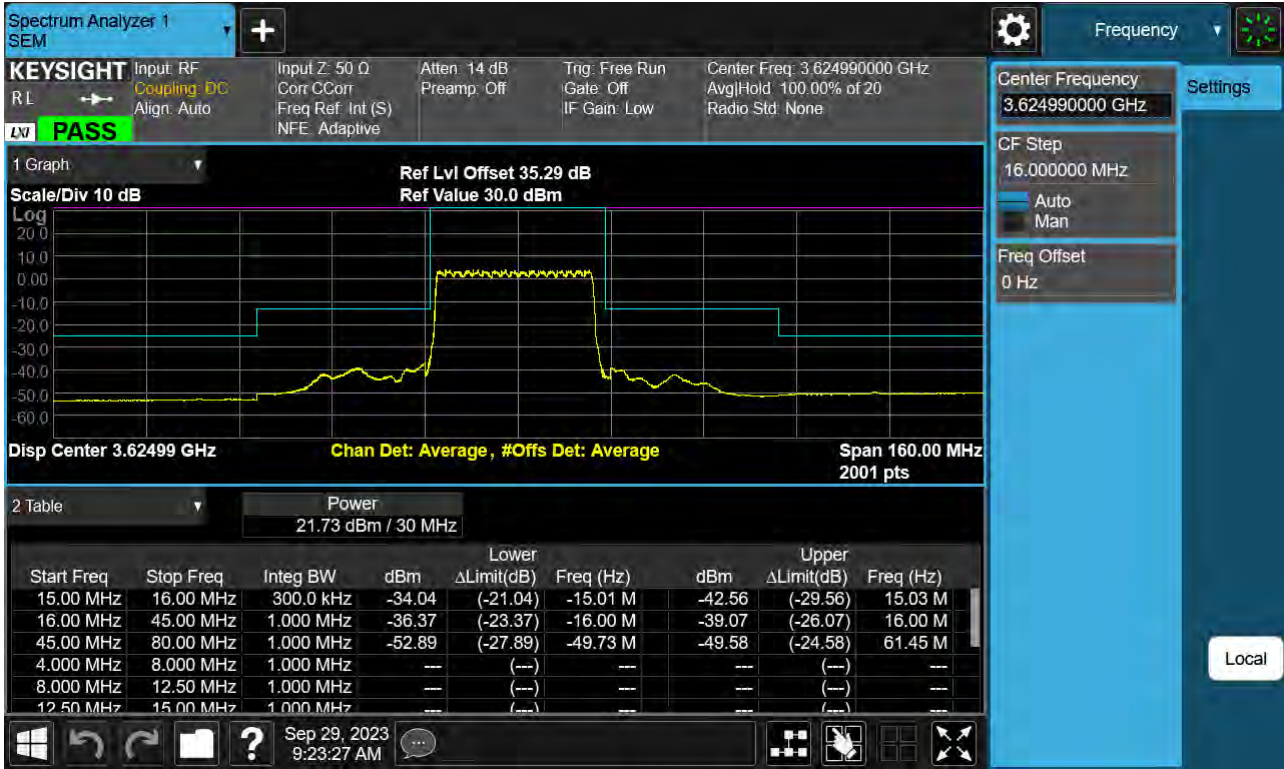 Spectrum Analyzer 1
SEM
Frequency
KEYSIGHT
RL
LXI
PASS
Input: RF
Coupling: DC
Align: Auto
Input Z: 50 Ω
Corr CCorr
Freq Ref: Int (S)
NFE: Adaptive
Atten: 14 dB
Preamp: Off
Trig: Free Run
Gate: Off
IF Gain: Low
Center Freq: 3.624990000 GHz
Avg|Hold: 100.00% of 20
Radio Std: None
Center Frequency
3.624990000 GHz
Settings
CF Step
16.000000 MHz
Auto
Man
Freq Offset
0 Hz
1 Graph
Ref Lvl Offset 35.29 dB
Scale/Div 10 dB
Ref Value 30.0 dBm
Log
20.0
10.0
0.00
-10.0
-20.0
-30.0
-40.0
-50.0
-60.0
Disp Center 3.62499 GHz
Chan Det: Average , #Offs Det: Average
Span 160.00 MHz
2001 pts
2 Table
Power
21.73 dBm / 30 MHz
Lower Upper
Start Freq Stop Freq Integ BW dBm ΔLimit(dB) Freq (Hz) dBm ΔLimit(dB) Freq (Hz)
15.00 MHz 16.00 MHz 300.0 kHz -34.04 (-21.04) -15.01 M -42.56 (-29.56) 15.03 M
16.00 MHz 45.00 MHz 1.000 MHz -36.37 (-23.37) -16.00 M -39.07 (-26.07) 16.00 M
45.00 MHz 80.00 MHz 1.000 MHz -52.89 (-27.89) -49.73 M -49.58 (-24.58) 61.45 M
4.000 MHz 8.000 MHz 1.000 MHz --- (---) --- --- (---) ---
8.000 MHz 12.50 MHz 1.000 MHz --- (---) --- --- (---) ---
12.50 MHz 15.00 MHz 1.000 MHz --- (---) --- --- (---) ---
Local
Sep 29, 2023
9:23:27 AM